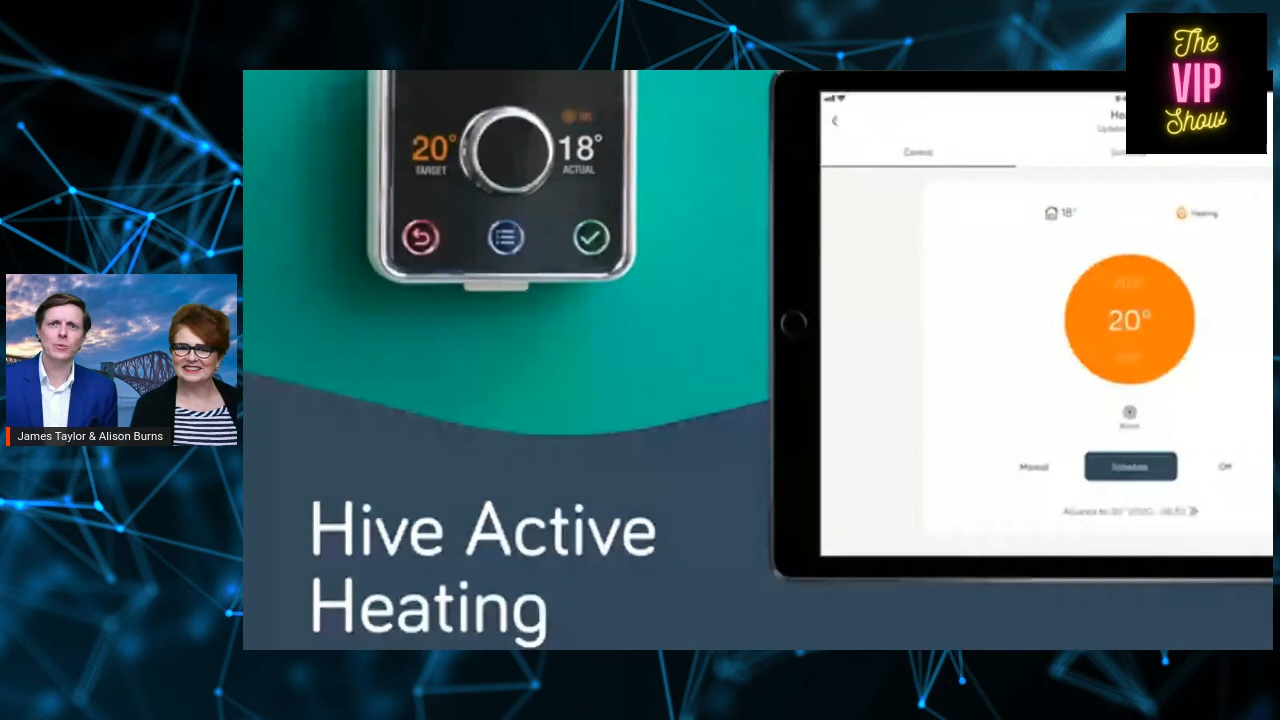 The
VIP
Show
20° 18°
TARGET ACTUAL
Control
18° Heating
20°
Manual Schedule Off
James Taylor & Alison Burns
Hive Active
Heating